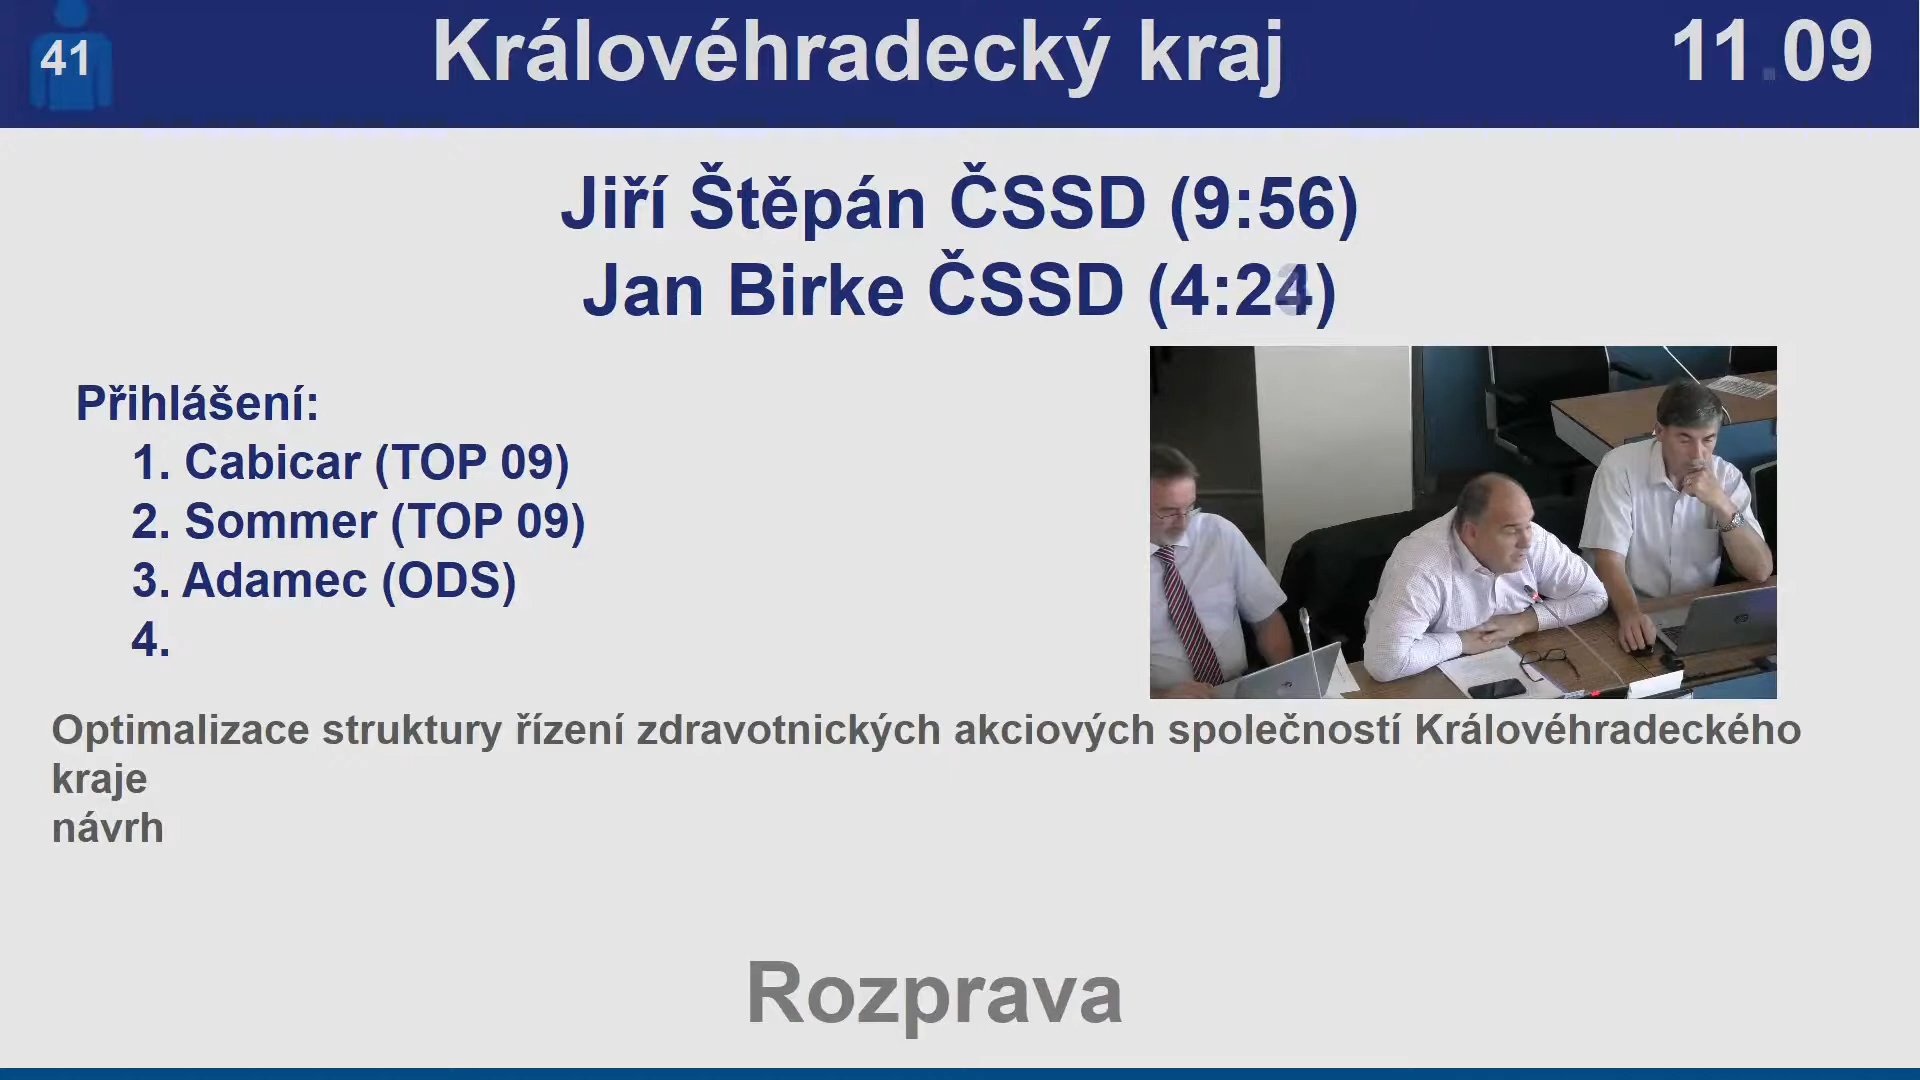 41
Královéhradecký kraj
11.09
Jiří Štěpán ČSSD (9:56)
Jan Birke ČSSD (4:24)
Přihlášení:
1. Cabicar (TOP 09)
2. Sommer (TOP 09)
3. Adamec (ODS)
4.
Optimalizace struktury řízení zdravotnických akciových společností Královéhradeckého
kraje
návrh
Rozprava